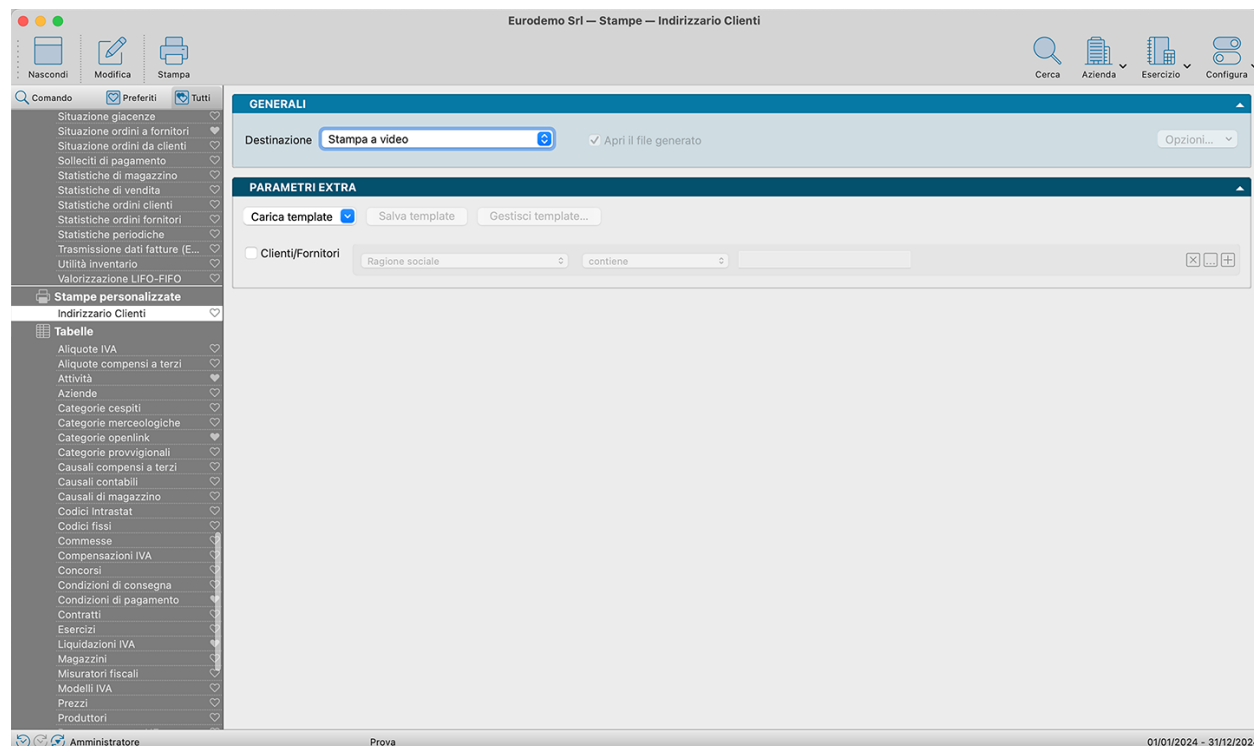 Eurodemo Srl — Stampe — Indirizzario Clienti
Nascondi Modifica Stampa Cerca Azienda Esercizio Configura
Comando Preferiti Tutti
Situazione giacenze
Situazione ordini a fornitori
Situazione ordini da clienti
Solleciti di pagamento
Statistiche di magazzino
Statistiche di vendita
Statistiche ordini clienti
Statistiche ordini fornitori
Statistiche periodiche
Trasmissione dati fatture (E...
Utilità inventario
Valorizzazione LIFO-FIFO
Stampe personalizzate
Indirizzario Clienti
Tabelle
Aliquote IVA
Aliquote compensi a terzi
Attività
Aziende
Categorie cespiti
Categorie merceologiche
Categorie openlink
Categorie provvigionali
Causali compensi a terzi
Causali contabili
Causali di magazzino
Codici Intrastat
Codici fissi
Commesse
Compensazioni IVA
Concorsi
Condizioni di consegna
Condizioni di pagamento
Contratti
Esercizi
Liquidazioni IVA
Magazzini
Misuratori fiscali
Modelli IVA
Prezzi
Produttori
GENERALI
Destinazione Stampa a video Apri il file generato Opzioni...
PARAMETRI EXTRA
Carica template Salva template Gestisci template...
Clienti/Fornitori Ragione sociale contiene
Amministratore Prova 01/01/2024 - 31/12/202